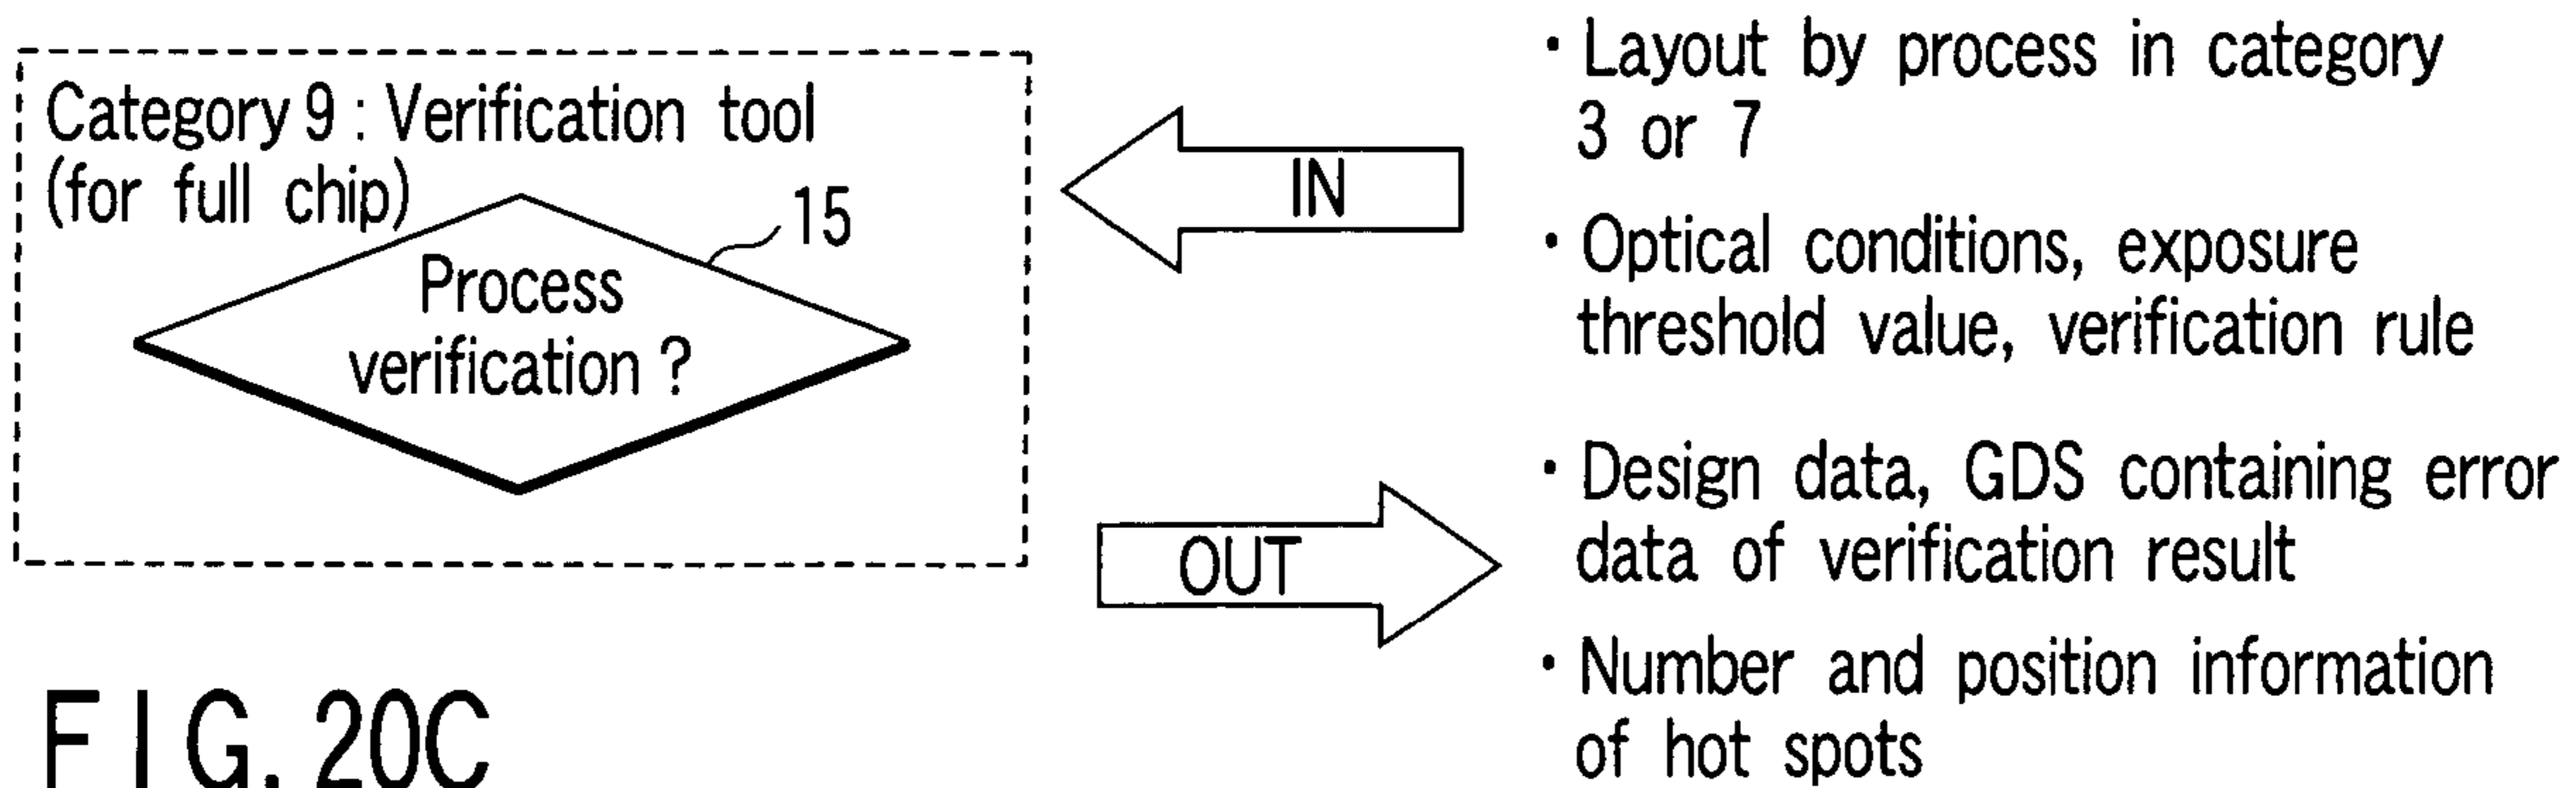 Category 9 : Verification tool
(for full chip)
15
Process
verification ?
IN
OUT
· Layout by process in category
3 or 7
· Optical conditions, exposure
threshold value, verification rule
· Design data, GDS containing error
data of verification result
· Number and position information
of hot spots
FIG. 20C